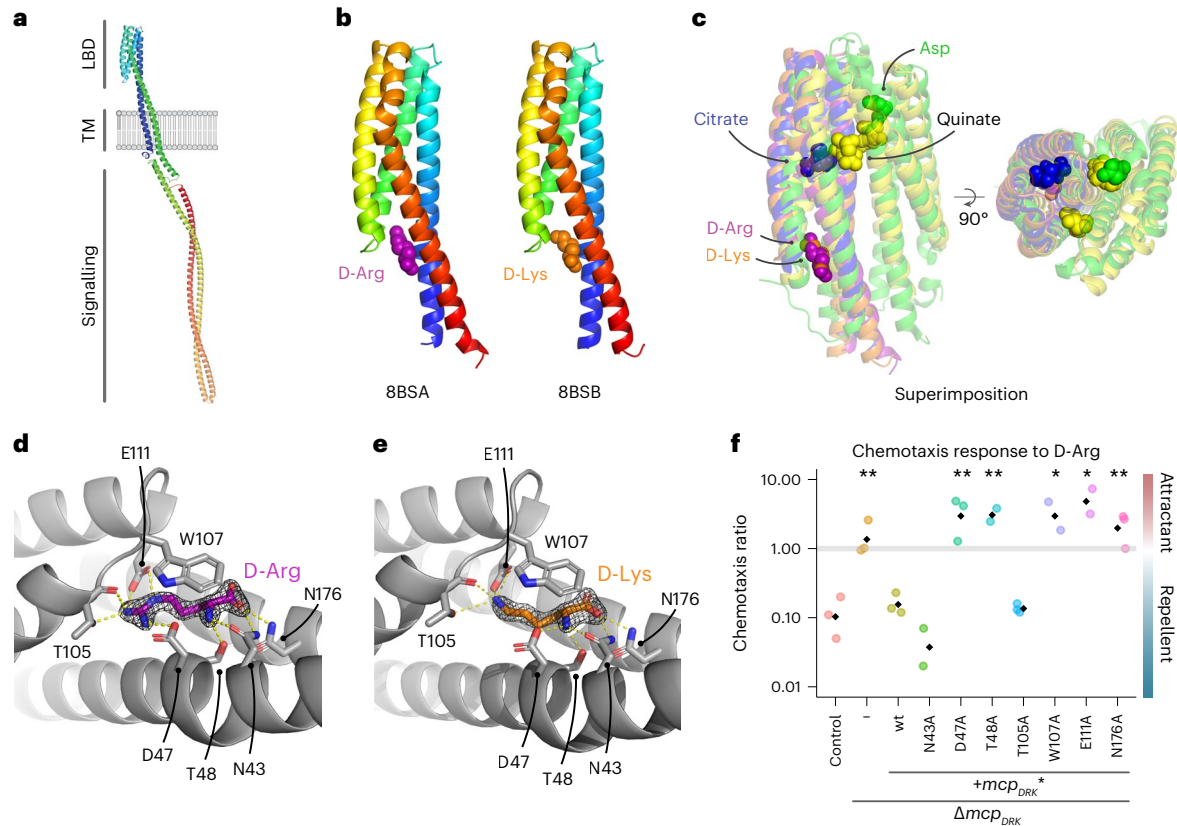 a
LBD
TM
Signalling
b
D-Arg
D-Lys
8BSA
8BSB
c
Asp
Citrate
Quinate
D-Arg
D-Lys
90°
Superimposition
d
E111
W107
D-Arg
N176
T105
D47
T48
N43
e
E111
W107
D-Lys
N176
T105
D47
T48
N43
f
Chemotaxis response to D-Arg
** ** ** * * **
10.00
1.00
0.10
0.01
Chemotaxis ratio
Attractant
Repellent
Control
–
wt
N43A
D47A
T48A
T105A
W107A
E111A
N176A
+mcpDRK*
Δmcp DRK